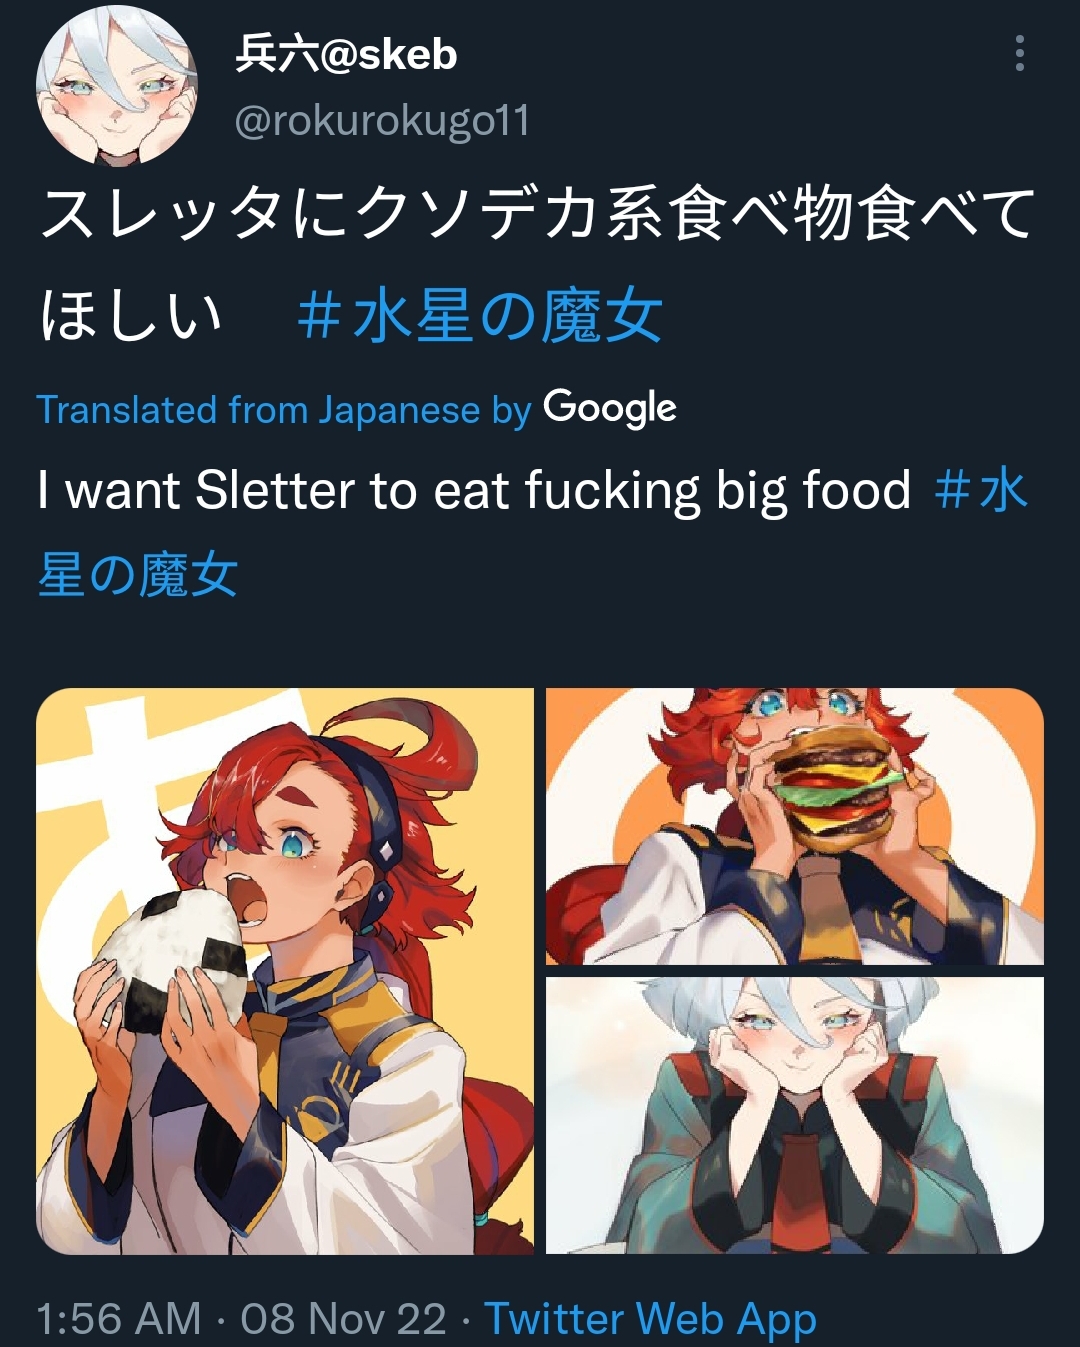 兵六@skeb
@rokurokugo11
スレッタにクソデカ系食べ物食べて
ほしい　＃水星の魔女
Translated from Japanese by Google
I want Sletter to eat fucking big food ＃水
星の魔女
あ
1:56 AM · 08 Nov 22 · Twitter Web App